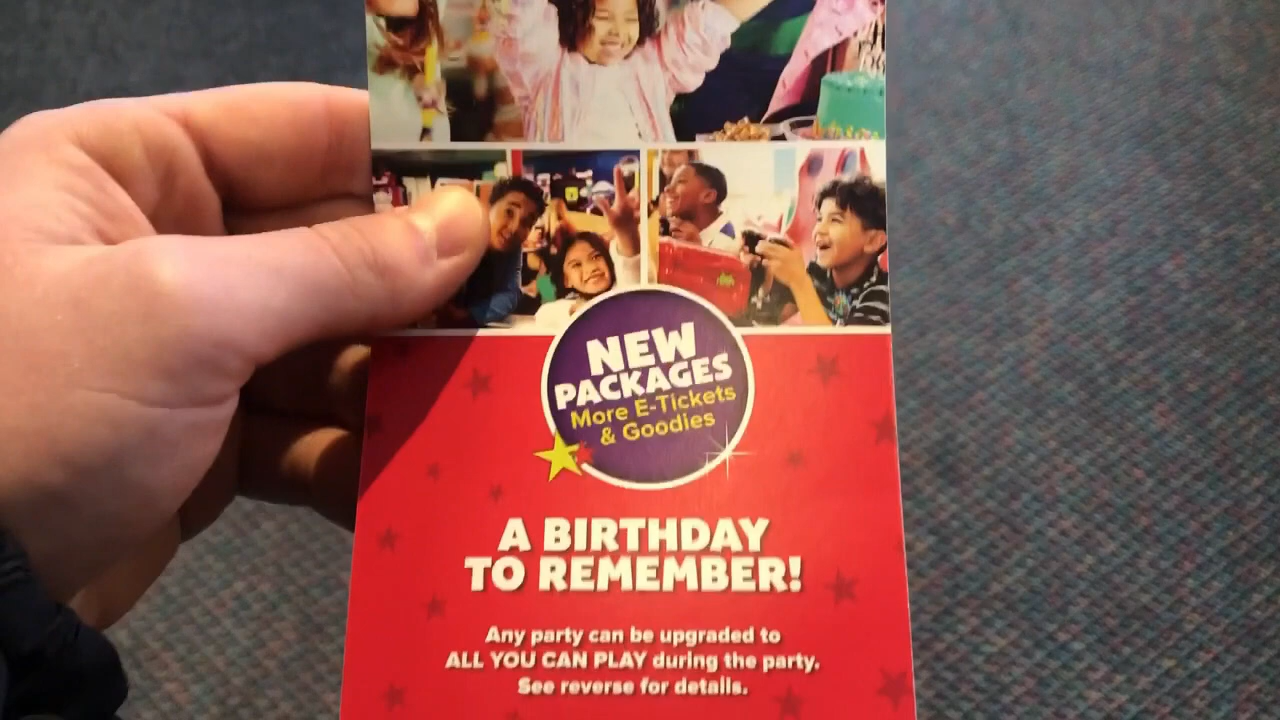 NEW
PACKAGES
More E-Tickets
& Goodies
A BIRTHDAY
TO REMEMBER!
Any party can be upgraded to
ALL YOU CAN PLAY during the party.
See reverse for details.